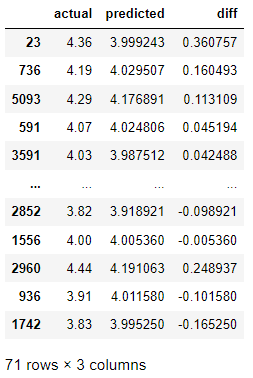 actual predicted diff
23 4.36 3.999243 0.360757
736 4.19 4.029507 0.160493
5093 4.29 4.176891 0.113109
591 4.07 4.024806 0.045194
3591 4.03 3.987512 0.042488
... ... ... ...
2852 3.82 3.918921 -0.098921
1556 4.00 4.005360 -0.005360
2960 4.44 4.191063 0.248937
936 3.91 4.011580 -0.101580
1742 3.83 3.995250 -0.165250
71 rows × 3 columns